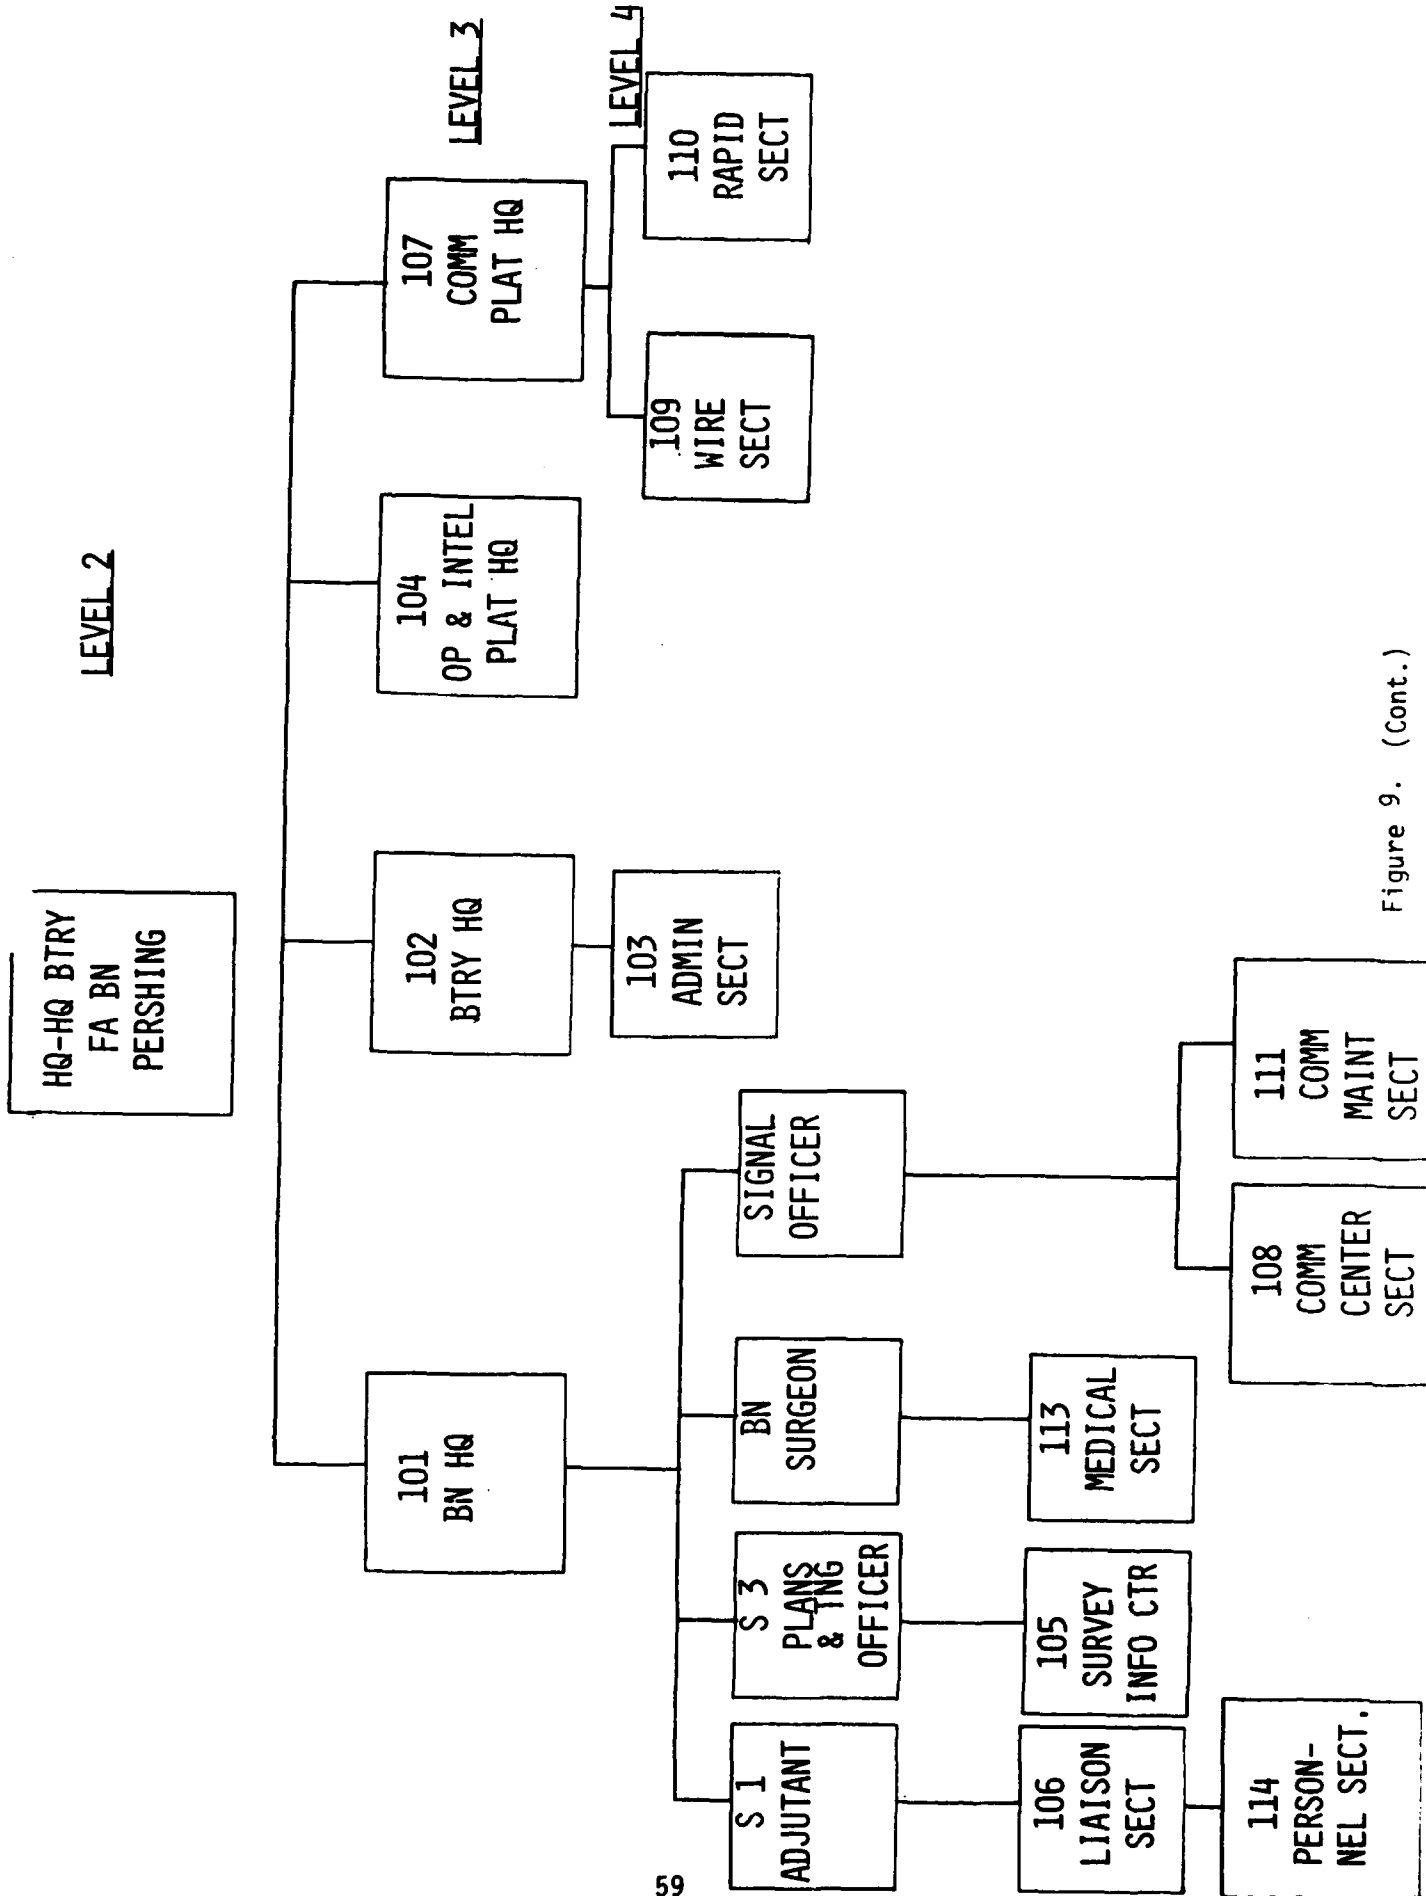 LEVEL 2
HQ-HQ BTRY
FA BN
PERSHING
LEVEL 3
101
BN HQ
102
BTRY HQ
104
OP & INTEL
PLAT HQ
107
COMM
PLAT HQ
LEVEL 4
103
ADMIN
SECT
109
WIRE
SECT
110
RAPID
SECT
S 1
ADJUTANT
S 3
PLANS
& TNG
OFFICER
BN
SURGEON
SIGNAL
OFFICER
106
LIAISON
SECT
105
SURVEY
INFO CTR
113
MEDICAL
SECT
114
PERSON-
NEL SECT.
108
COMM
CENTER
SECT
111
COMM
MAINT
SECT
Figure 9. (Cont.)
59